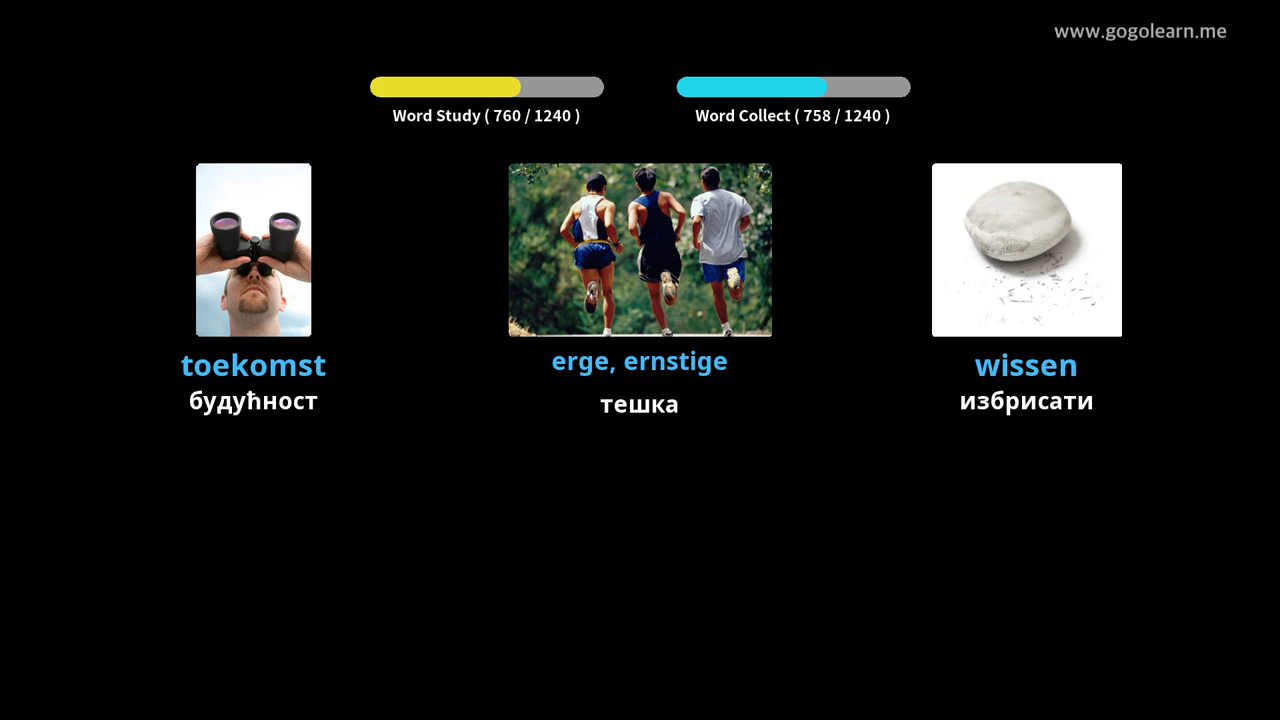 www.gogolearn.me
Word Study ( 760 / 1240 )
Word Collect ( 758 / 1240 )
toekomst
будућност
erge, ernstige
тешка
wissen
избрисати